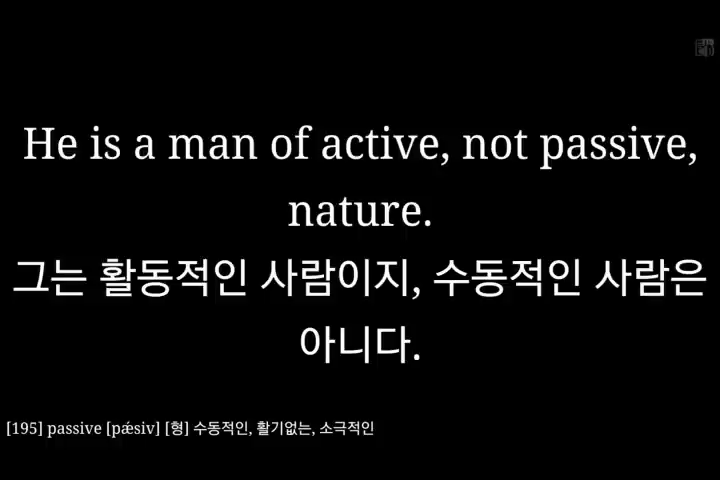 He is a man of active, not passive,
nature.
그는 활동적인 사람이지, 수동적인 사람은
아니다.
[195] passive [pǽsiv] [형] 수동적인, 활기없는, 소극적인